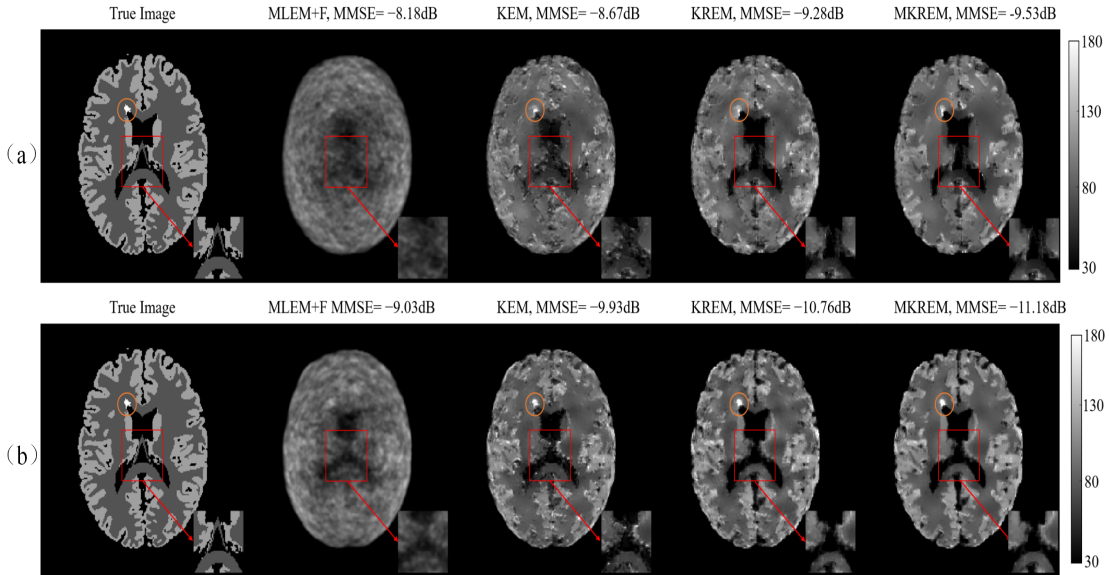 True Image MLEM+F, MMSE= −8.18dB KEM, MMSE= −8.67dB KREM, MMSE= −9.28dB MKREM, MMSE= -9.53dB
180
130
(a)
80
30
True Image MLEM+F MMSE= −9.03dB KEM, MMSE= −9.93dB KREM, MMSE= −10.76dB MKREM, MMSE= −11.18dB
180
130
(b)
80
30